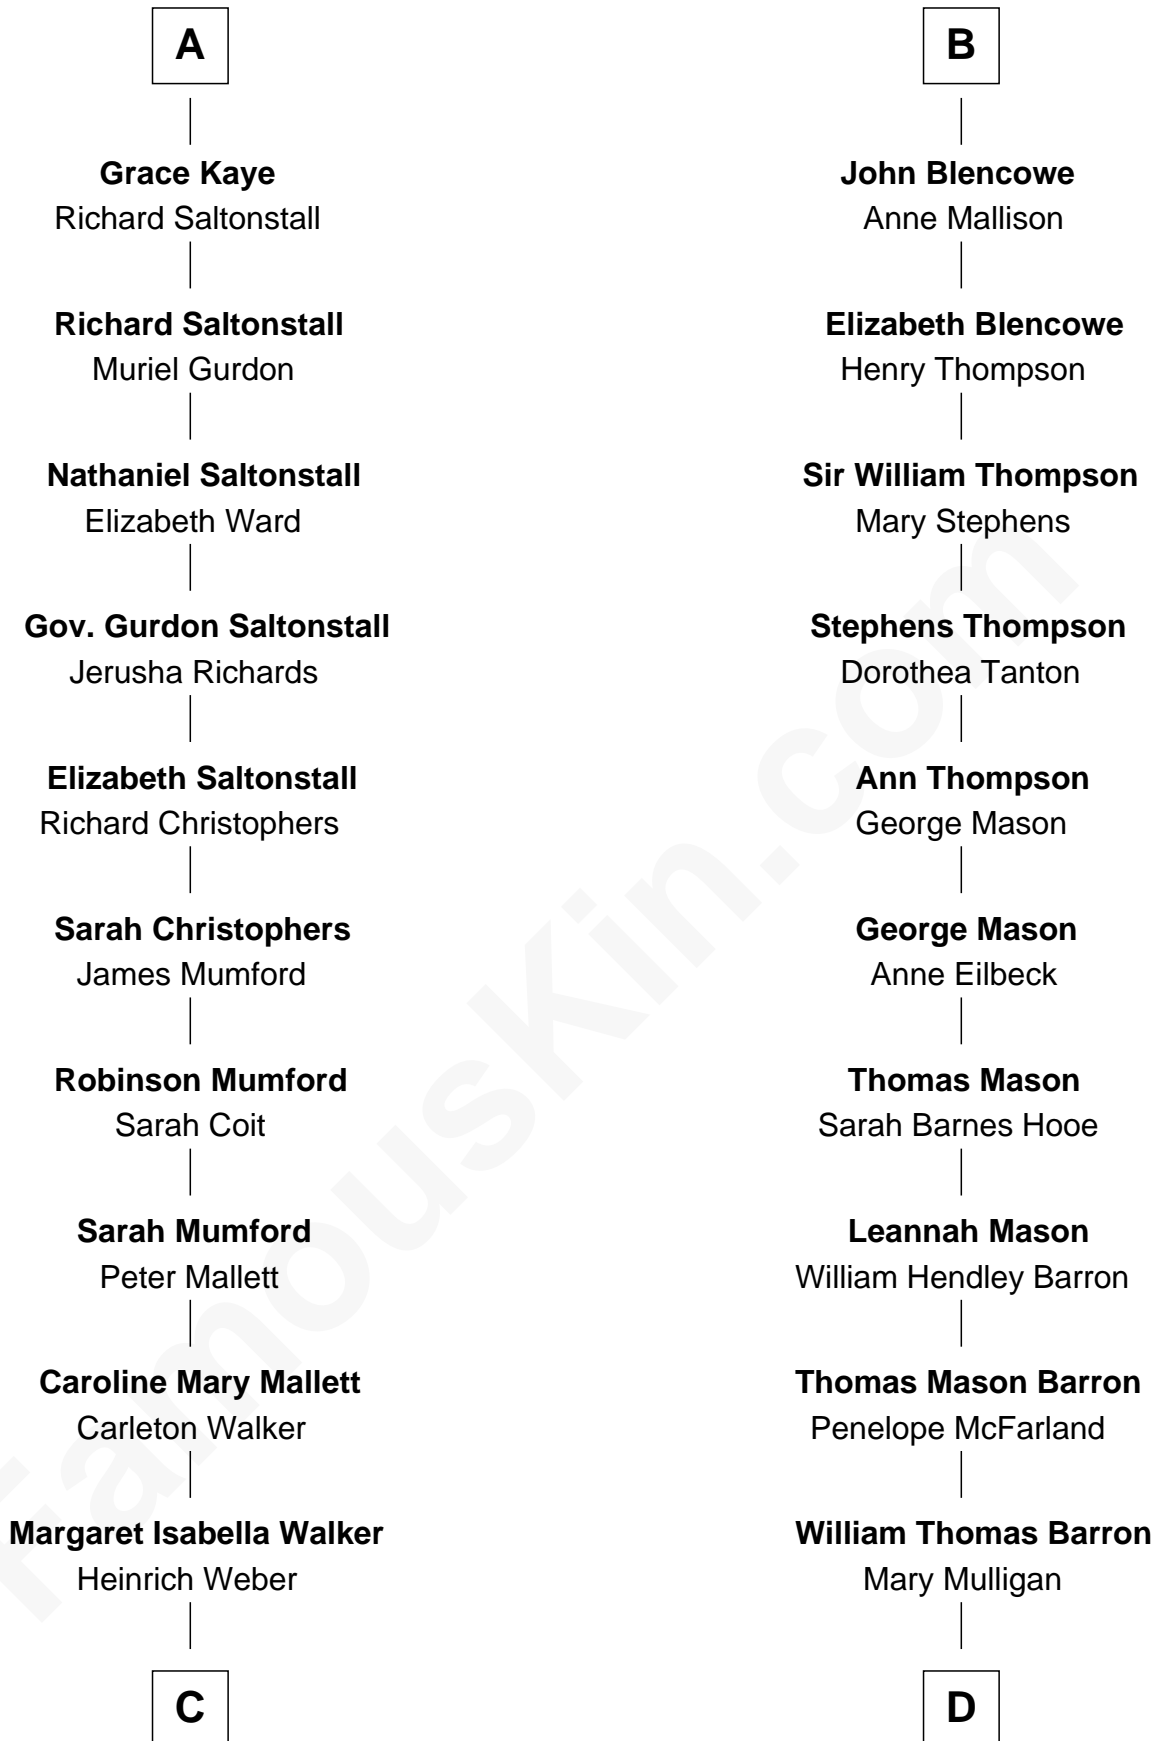 A
Grace Kaye
Richard Saltonstall
Richard Saltonstall
Muriel Gurdon
Nathaniel Saltonstall
Elizabeth Ward
Gov. Gurdon Saltonstall
Jerusha Richards
Elizabeth Saltonstall
Richard Christophers
Sarah Christophers
James Mumford
Robinson Mumford
Sarah Coit
Sarah Mumford
Peter Mallett
Caroline Mary Mallett
Carleton Walker
Margaret Isabella Walker
Heinrich Weber
C
B
John Blencowe
Anne Mallison
Elizabeth Blencowe
Henry Thompson
Sir William Thompson
Mary Stephens
Stephens Thompson
Dorothea Tanton
Ann Thompson
George Mason
George Mason
Anne Eilbeck
Thomas Mason
Sarah Barnes Hooe
Leannah Mason
William Hendley Barron
Thomas Mason Barron
Penelope McFarland
William Thomas Barron
Mary Mulligan
D
FamousKin.com